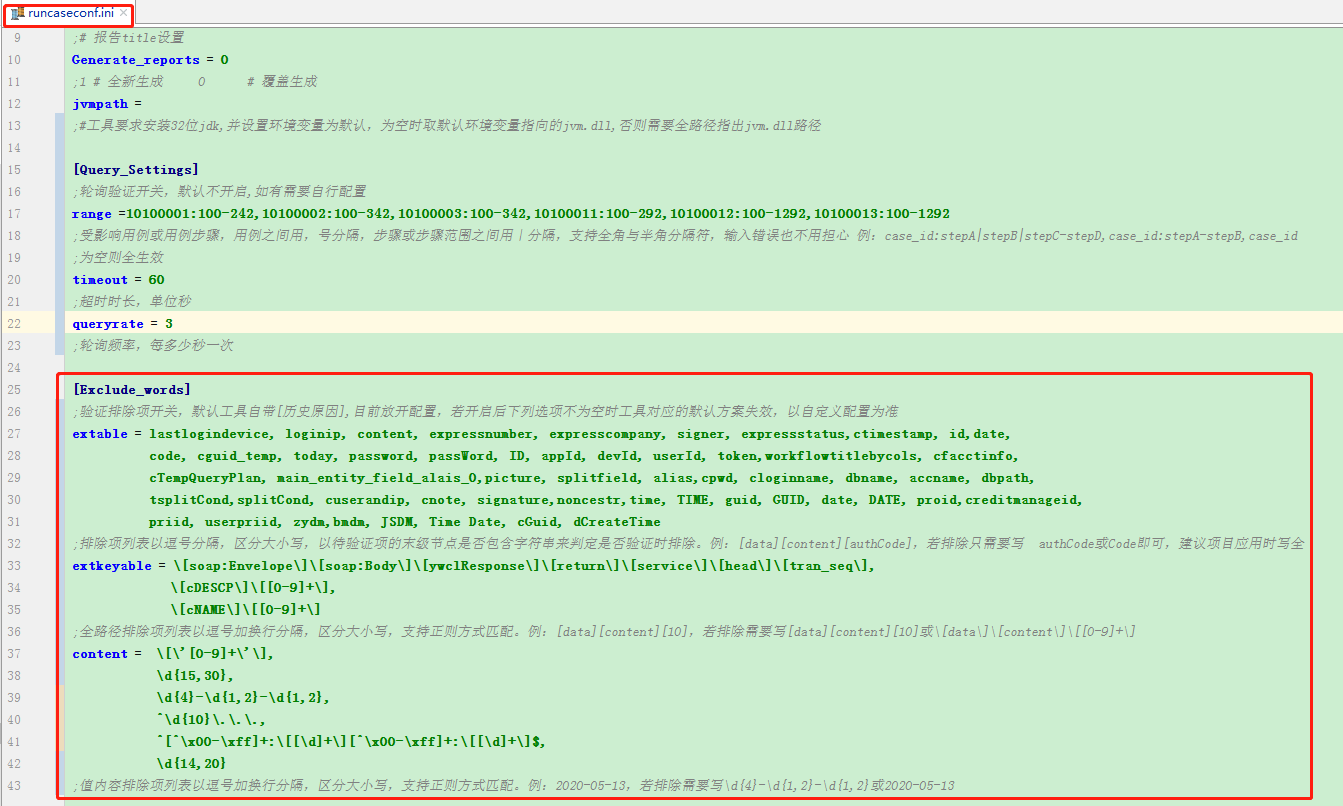 runcaseconf.ini
9 ;# 报告title设置
10 Generate_reports = 0
11 ;1 # 全新生成 0 # 覆盖生成
12 jvmpath =
13 ;#工具要求安装32位jdk,并设置环境变量为默认，为空时取默认环境变量指向的jvm.dll,否则需要全路径指出jvm.dll路径
14
15 [Query_Settings]
16 ;轮询验证开关，默认不开启,如有需要自行配置
17 range =10100001:100-242,10100002:100-342,10100003:100-342,10100011:100-292,10100012:100-1292,10100013:100-1292
18 ;受影响用例或用例步骤，用例之间用，号分隔，步骤或步骤范围之间用｜分隔，支持全角与半角分隔符，输入错误也不用担心 例：case_id:stepA|stepB|stepC-stepD,case_id:stepA-stepB,case_id
19 ;为空则全生效
20 timeout = 60
21 ;超时时长，单位秒
22 queryrate = 3
23 ;轮询频率，每多少秒一次
24
25 [Exclude_words]
26 ;验证排除项开关，默认工具自带[历史原因],目前放开配置，若开启后下列选项不为空时工具对应的默认方案失效，以自定义配置为准
27 extable = lastlogindevice, loginip, content, expressnumber, expresscompany, signer, expressstatus,ctimestamp, id,date,
28 code, cguid_temp, today, password, passWord, ID, appId, devId, userId, token,workflowtitlebycols, cfacctinfo,
29 cTempQueryPlan, main_entity_field_alais_0,picture, splitfield, alias,cpwd, cloginname, dbname, accname, dbpath,
30 tsplitCond,splitCond, cuserandip, cnote, signature,noncestr,time, TIME, guid, GUID, date, DATE, proid,creditmanageid,
31 priid, userpriid, zydm,bmdm, JSDM, Time Date, cGuid, dCreateTime
32 ;排除项列表以逗号分隔，区分大小写，以待验证项的末级节点是否包含字符串来判定是否验证时排除。例：[data][content][authCode]，若排除只需要写 authCode或Code即可，建议项目应用时写全
33 extkeyable = \[soap:Envelope\]\[soap:Body\]\[ywclResponse\]\[return\]\[service\]\[head\]\[tran_seq\],
34 \[cDESCP\]\[[0-9]+\],
35 \[cNAME\]\[[0-9]+\]
36 ;全路径排除项列表以逗号加换行分隔，区分大小写，支持正则方式匹配。例：[data][content][10]，若排除需要写[data][content][10]或\[data\]\[content\]\[[0-9]+\]
37 content = \[\'[0-9]+\'\],
38 \d{15,30},
39 \d{4}-\d{1,2}-\d{1,2},
40 ^\d{10}\.\.\.,
41 ^[^\x00-\xff]+:\[[\d]+\][^\x00-\xff]+:\[[\d]+\]$,
42 \d{14,20}
43 ;值内容排除项列表以逗号加换行分隔，区分大小写，支持正则方式匹配。例：2020-05-13，若排除需要写\d{4}-\d{1,2}-\d{1,2}或2020-05-13